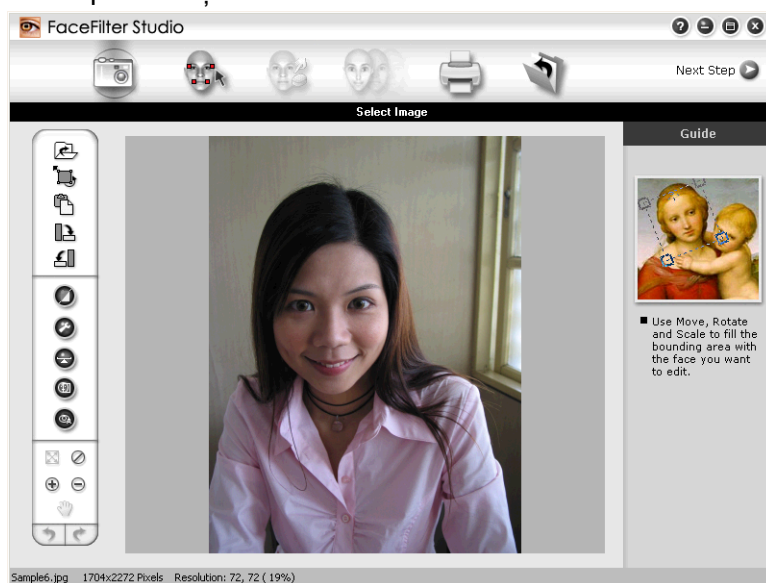 FaceFilter Studio
Next Step
Select Image
Guide
■ Use Move, Rotate
and Scale to fill the
bounding area with
the face you want
to edit.
Sample6.jpg 1704x2272 Pixels Resolution: 72, 72 ( 19%)